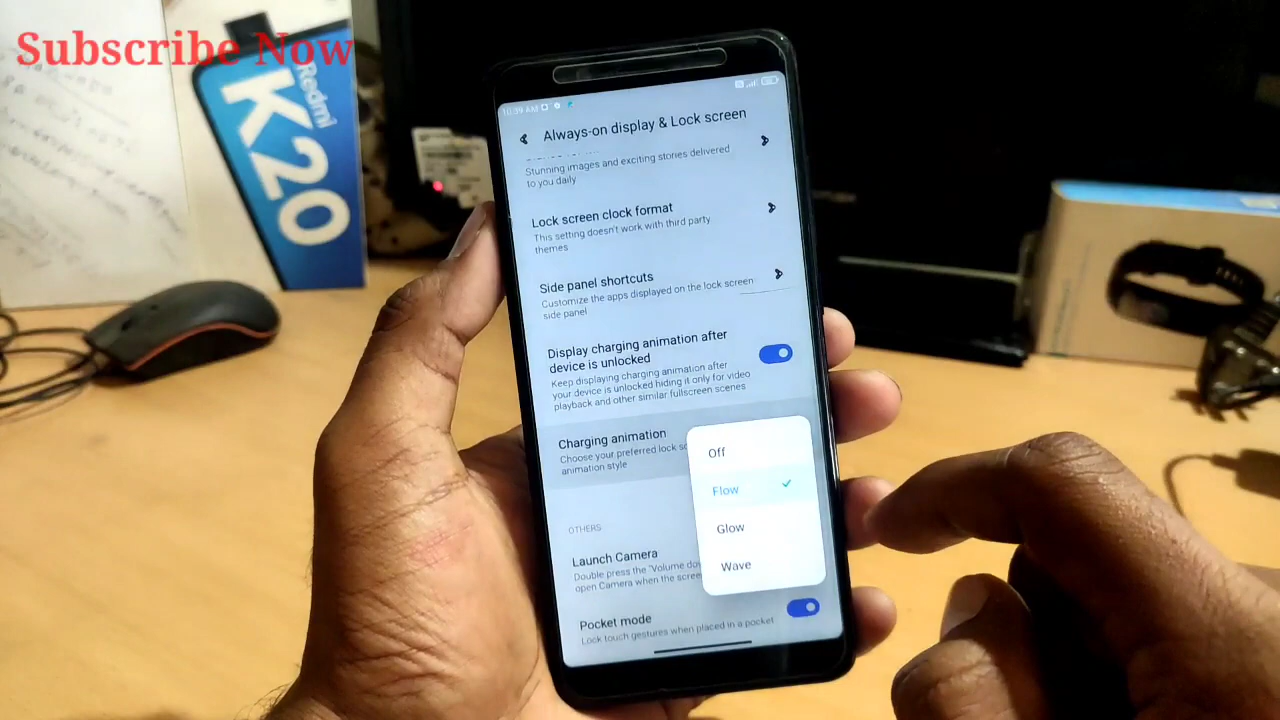 Subscribe Now
Redmi
K20
10:39 AM
Always-on display & Lock screen
Stunning images and exciting stories delivered
to you daily
Lock screen clock format
This setting doesn't work with third party
themes
Side panel shortcuts
Customize the apps displayed on the lock screen
side panel
Display charging animation after
device is unlocked
Keep displaying charging animation after
your device is unlocked hiding it only for video
playback and other similar fullscreen scenes
Charging animation
Choose your preferred lock
animation style
Off
Flow
Glow
Wave
OTHERS
Launch Camera
Double press the "Volume
open Camera when the
Pocket mode
Lock touch gestures when placed in a pocket